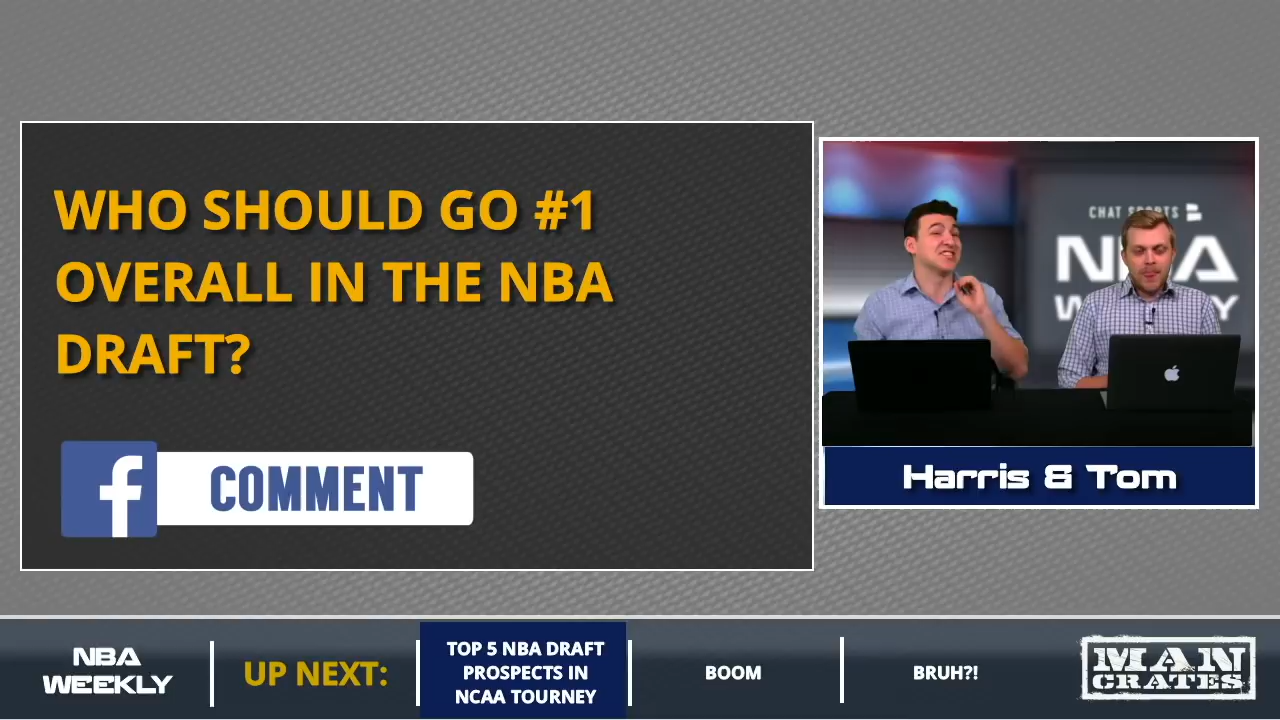 WHO SHOULD GO #1
OVERALL IN THE NBA
DRAFT?
f COMMENT
CHAT SPORTS
NBA
WEEKLY
Harris & Tom
NBA
WEEKLY
UP NEXT:
TOP 5 NBA DRAFT
PROSPECTS IN
NCAA TOURNEY
BOOM
BRUH?!
MAN
CRATES